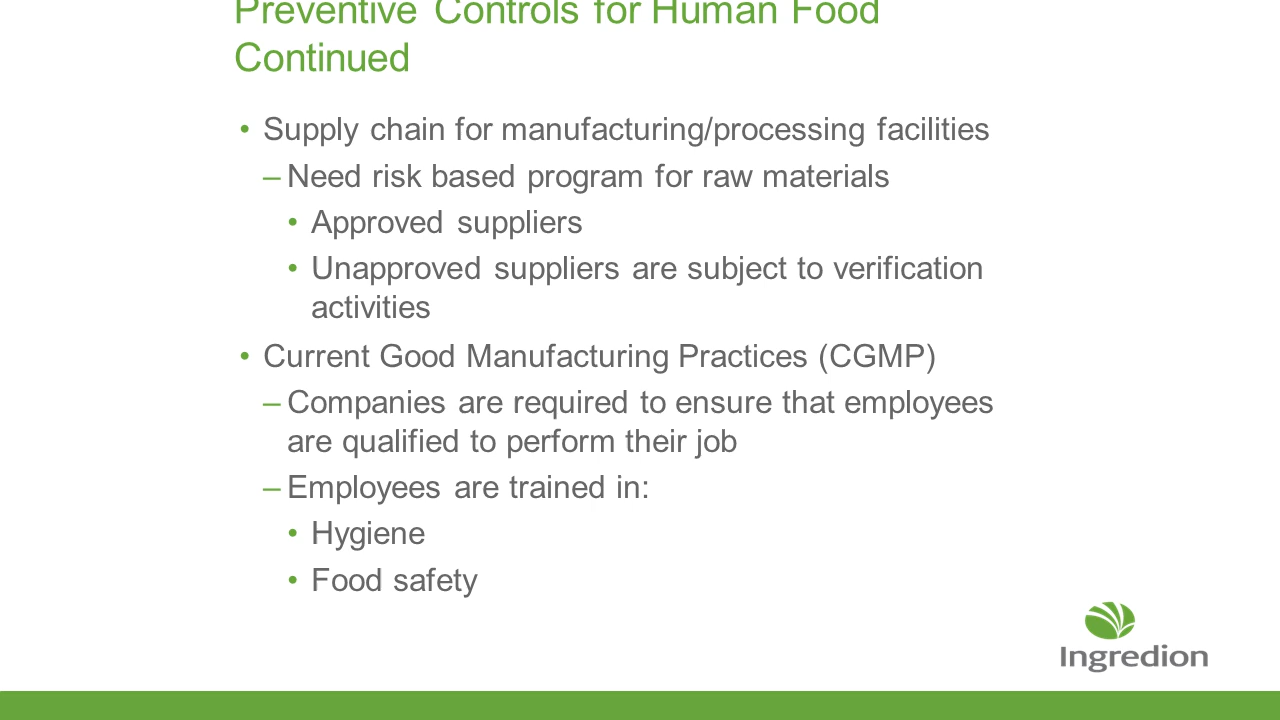 Preventive Controls for Human Food
Continued
• Supply chain for manufacturing/processing facilities
– Need risk based program for raw materials
• Approved suppliers
• Unapproved suppliers are subject to verification
activities
• Current Good Manufacturing Practices (CGMP)
– Companies are required to ensure that employees
are qualified to perform their job
– Employees are trained in:
• Hygiene
• Food safety
Ingredion